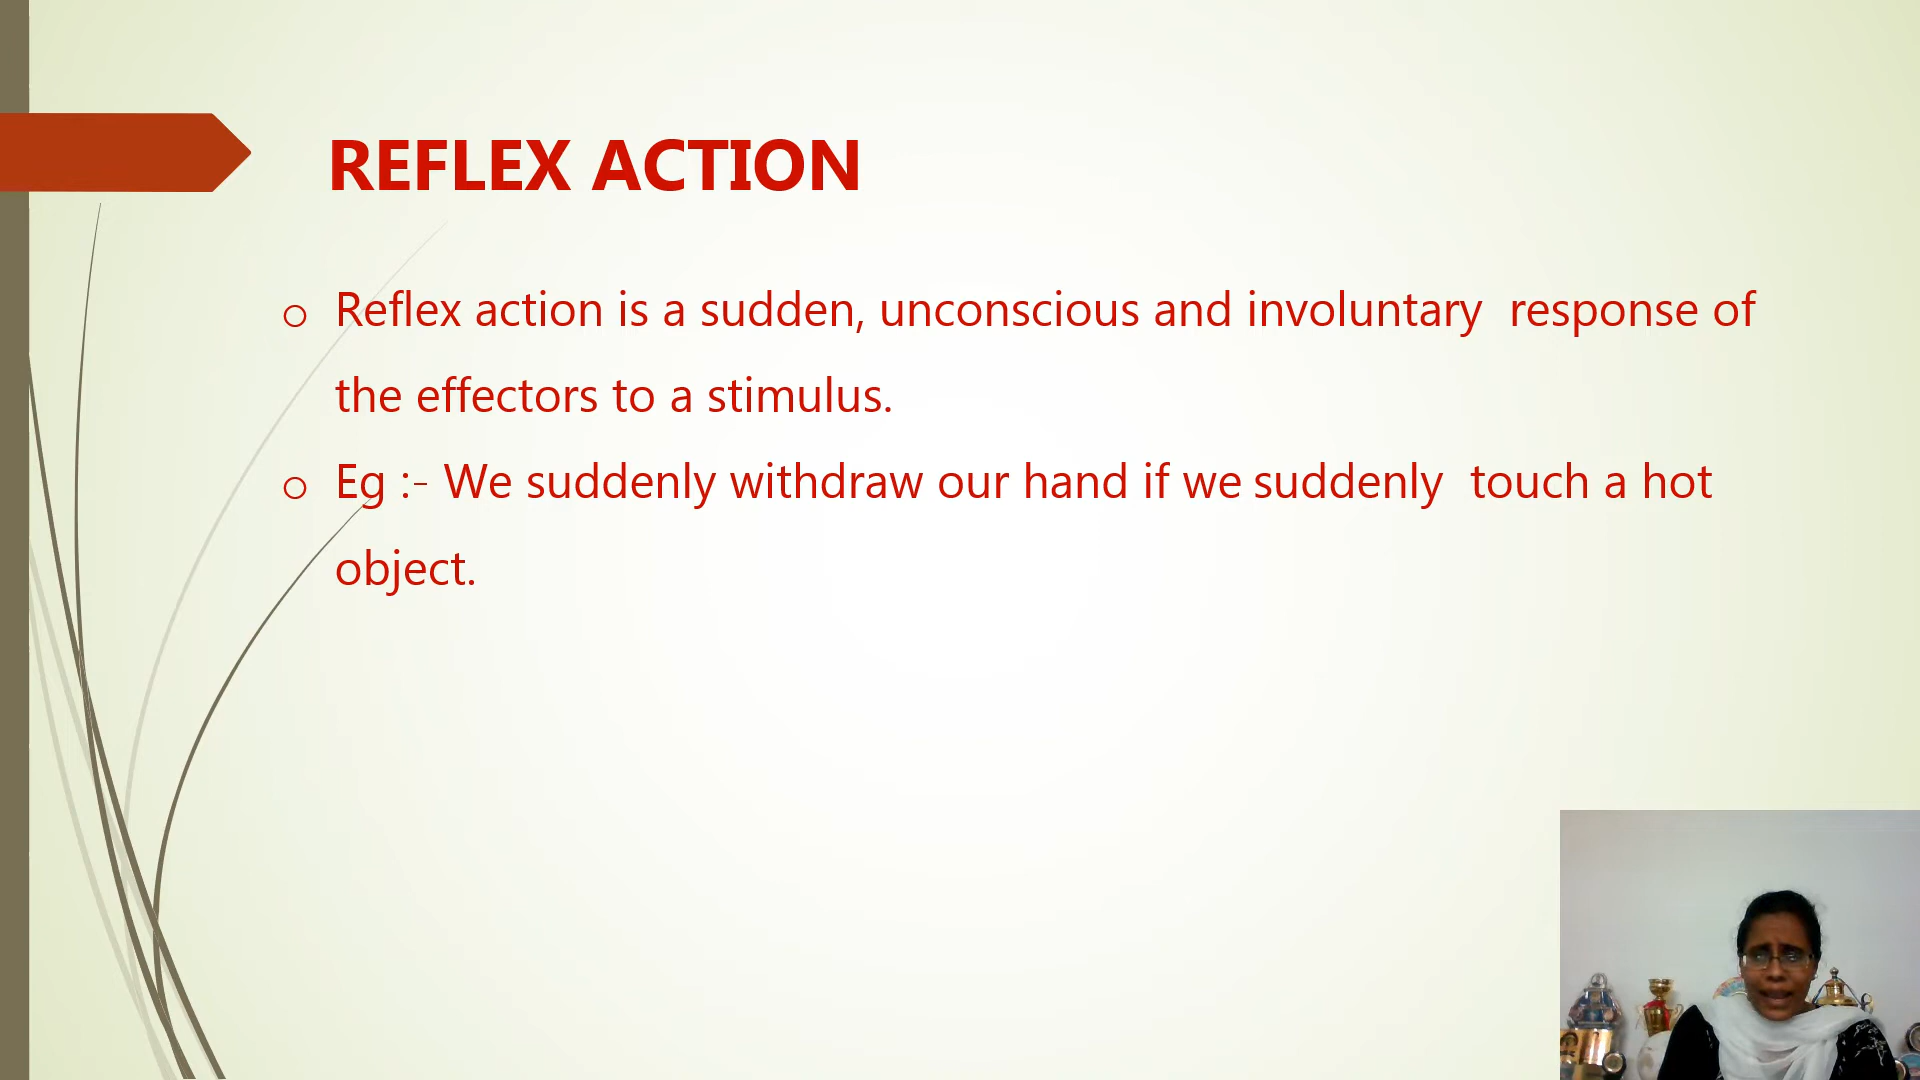 REFLEX ACTION
o Reflex action is a sudden, unconscious and involuntary  response of
the effectors to a stimulus.
o Eg :- We suddenly withdraw our hand if we suddenly  touch a hot
object.